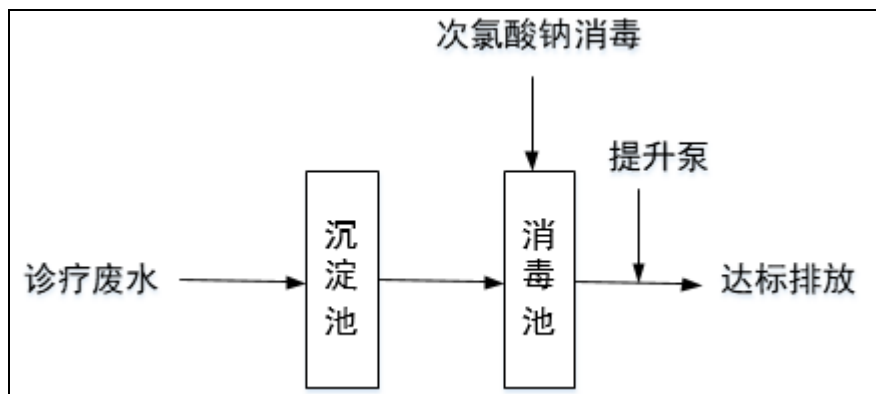 次氯酸钠消毒
提升泵
诊疗废水
沉淀池
消毒池
达标排放